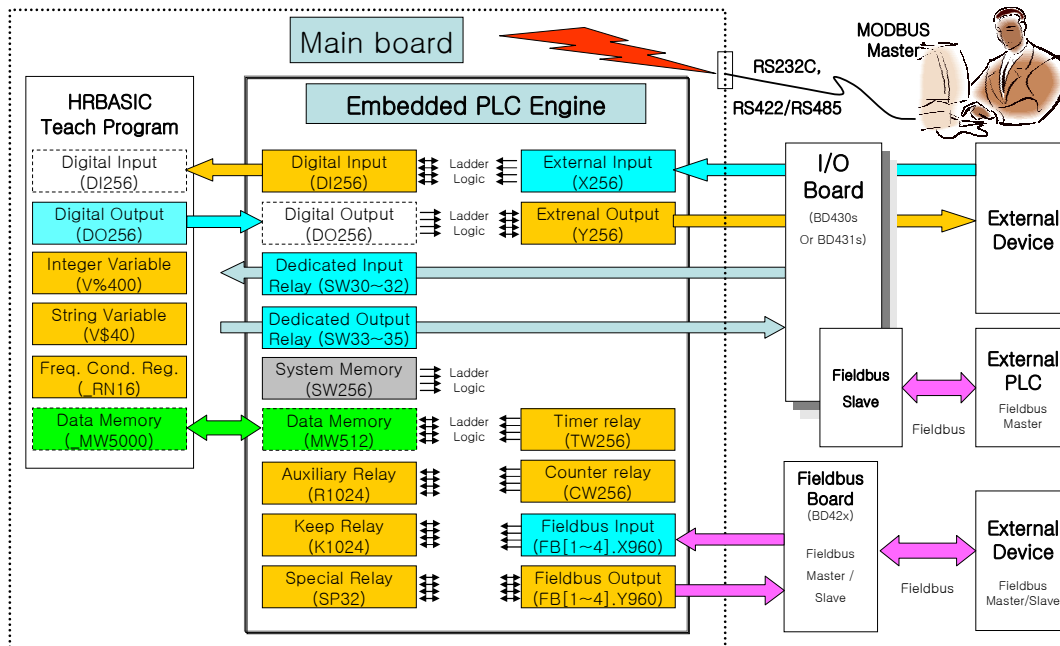 Main board
MODBUS
Master
RS232C,
RS422/RS485
HRBASIC
Teach Program
Digital Input
(DI256)
Digital Output
(DO256)
Integer Variable
(V%400)
String Variable
(V$40)
Freq. Cond. Reg.
(_RN16)
Data Memory
(_MW5000)
Embedded PLC Engine
Digital Input
(DI256)
Ladder
Logic
External Input
(X256)
Digital Output
(DO256)
Ladder
Logic
Extrenal Output
(Y256)
Dedicated Input
Relay (SW30~32)
Dedicated Output
Relay (SW33~35)
System Memory
(SW256)
Ladder
Logic
Data Memory
(MW512)
Ladder
Logic
Timer relay
(TW256)
Auxiliary Relay
(R1024)
Counter relay
(CW256)
Keep Relay
(K1024)
Fieldbus Input
(FB[1~4].X960)
Special Relay
(SP32)
Fieldbus Output
(FB[1~4].Y960)
I/O
Board
(BD430s
Or BD431s)
Fieldbus
Slave
External
Device
External
PLC
Fieldbus
Master
Fieldbus
Fieldbus
Board
(BD42x)
Fieldbus
Master /
Slave
Fieldbus
External
Device
Fieldbus
Master/Slave